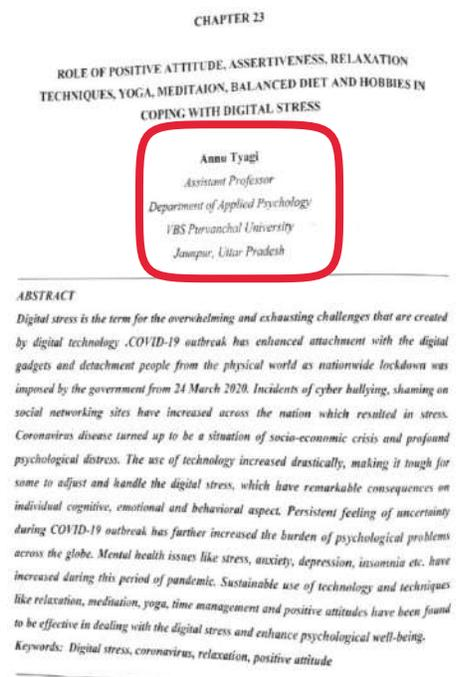 CHAPTER 23
ROLE OF POSITIVE ATTITUDE, ASSERTIVENESS, RELAXATION
TECHNIQUES, YOGA, MEDITAION, BALANCED DIET AND HOBBIES IN
COPING WITH DIGITAL STRESS
Annu Tyagi
Assistant Professor
Department of Applied Psychology
VBS Purvanchal University
Jaunpur, Uttar Pradesh
ABSTRACT
Digital stress is the term for the overwhelming and exhausting challenges that are created
by digital technology .COVID-19 outbreak has enhanced attachment with the digital
gadgets and detachment people from the physical world as nationwide lockdown was
imposed by the government from 24 March 2020. Incidents of cyber bullying, shaming on
social networking sites have increased across the nation which resulted in stress.
Coronavirus disease turned up to be a situation of socio-economic crisis and profound
psychological distress. The use of technology increased drastically, making it tough for
some to adjust and handle the digital stress, which have remarkable consequences on
individual cognitive, emotional and behavioral aspect. Persistent feeling of uncertainty
during COVID-19 outbreak has further increased the burden of psychological problems
across the globe. Mental health issues like stress, anxiety, depression, insomnia etc. have
increased during this period of pandemic. Sustainable use of technology and techniques
like relaxation, meditation, yoga, time management and positive attitudes have been found
to be effective in dealing with the digital stress and enhance psychological well-being.
Keywords: Digital stress, coronavirus, relaxation, positive attitude